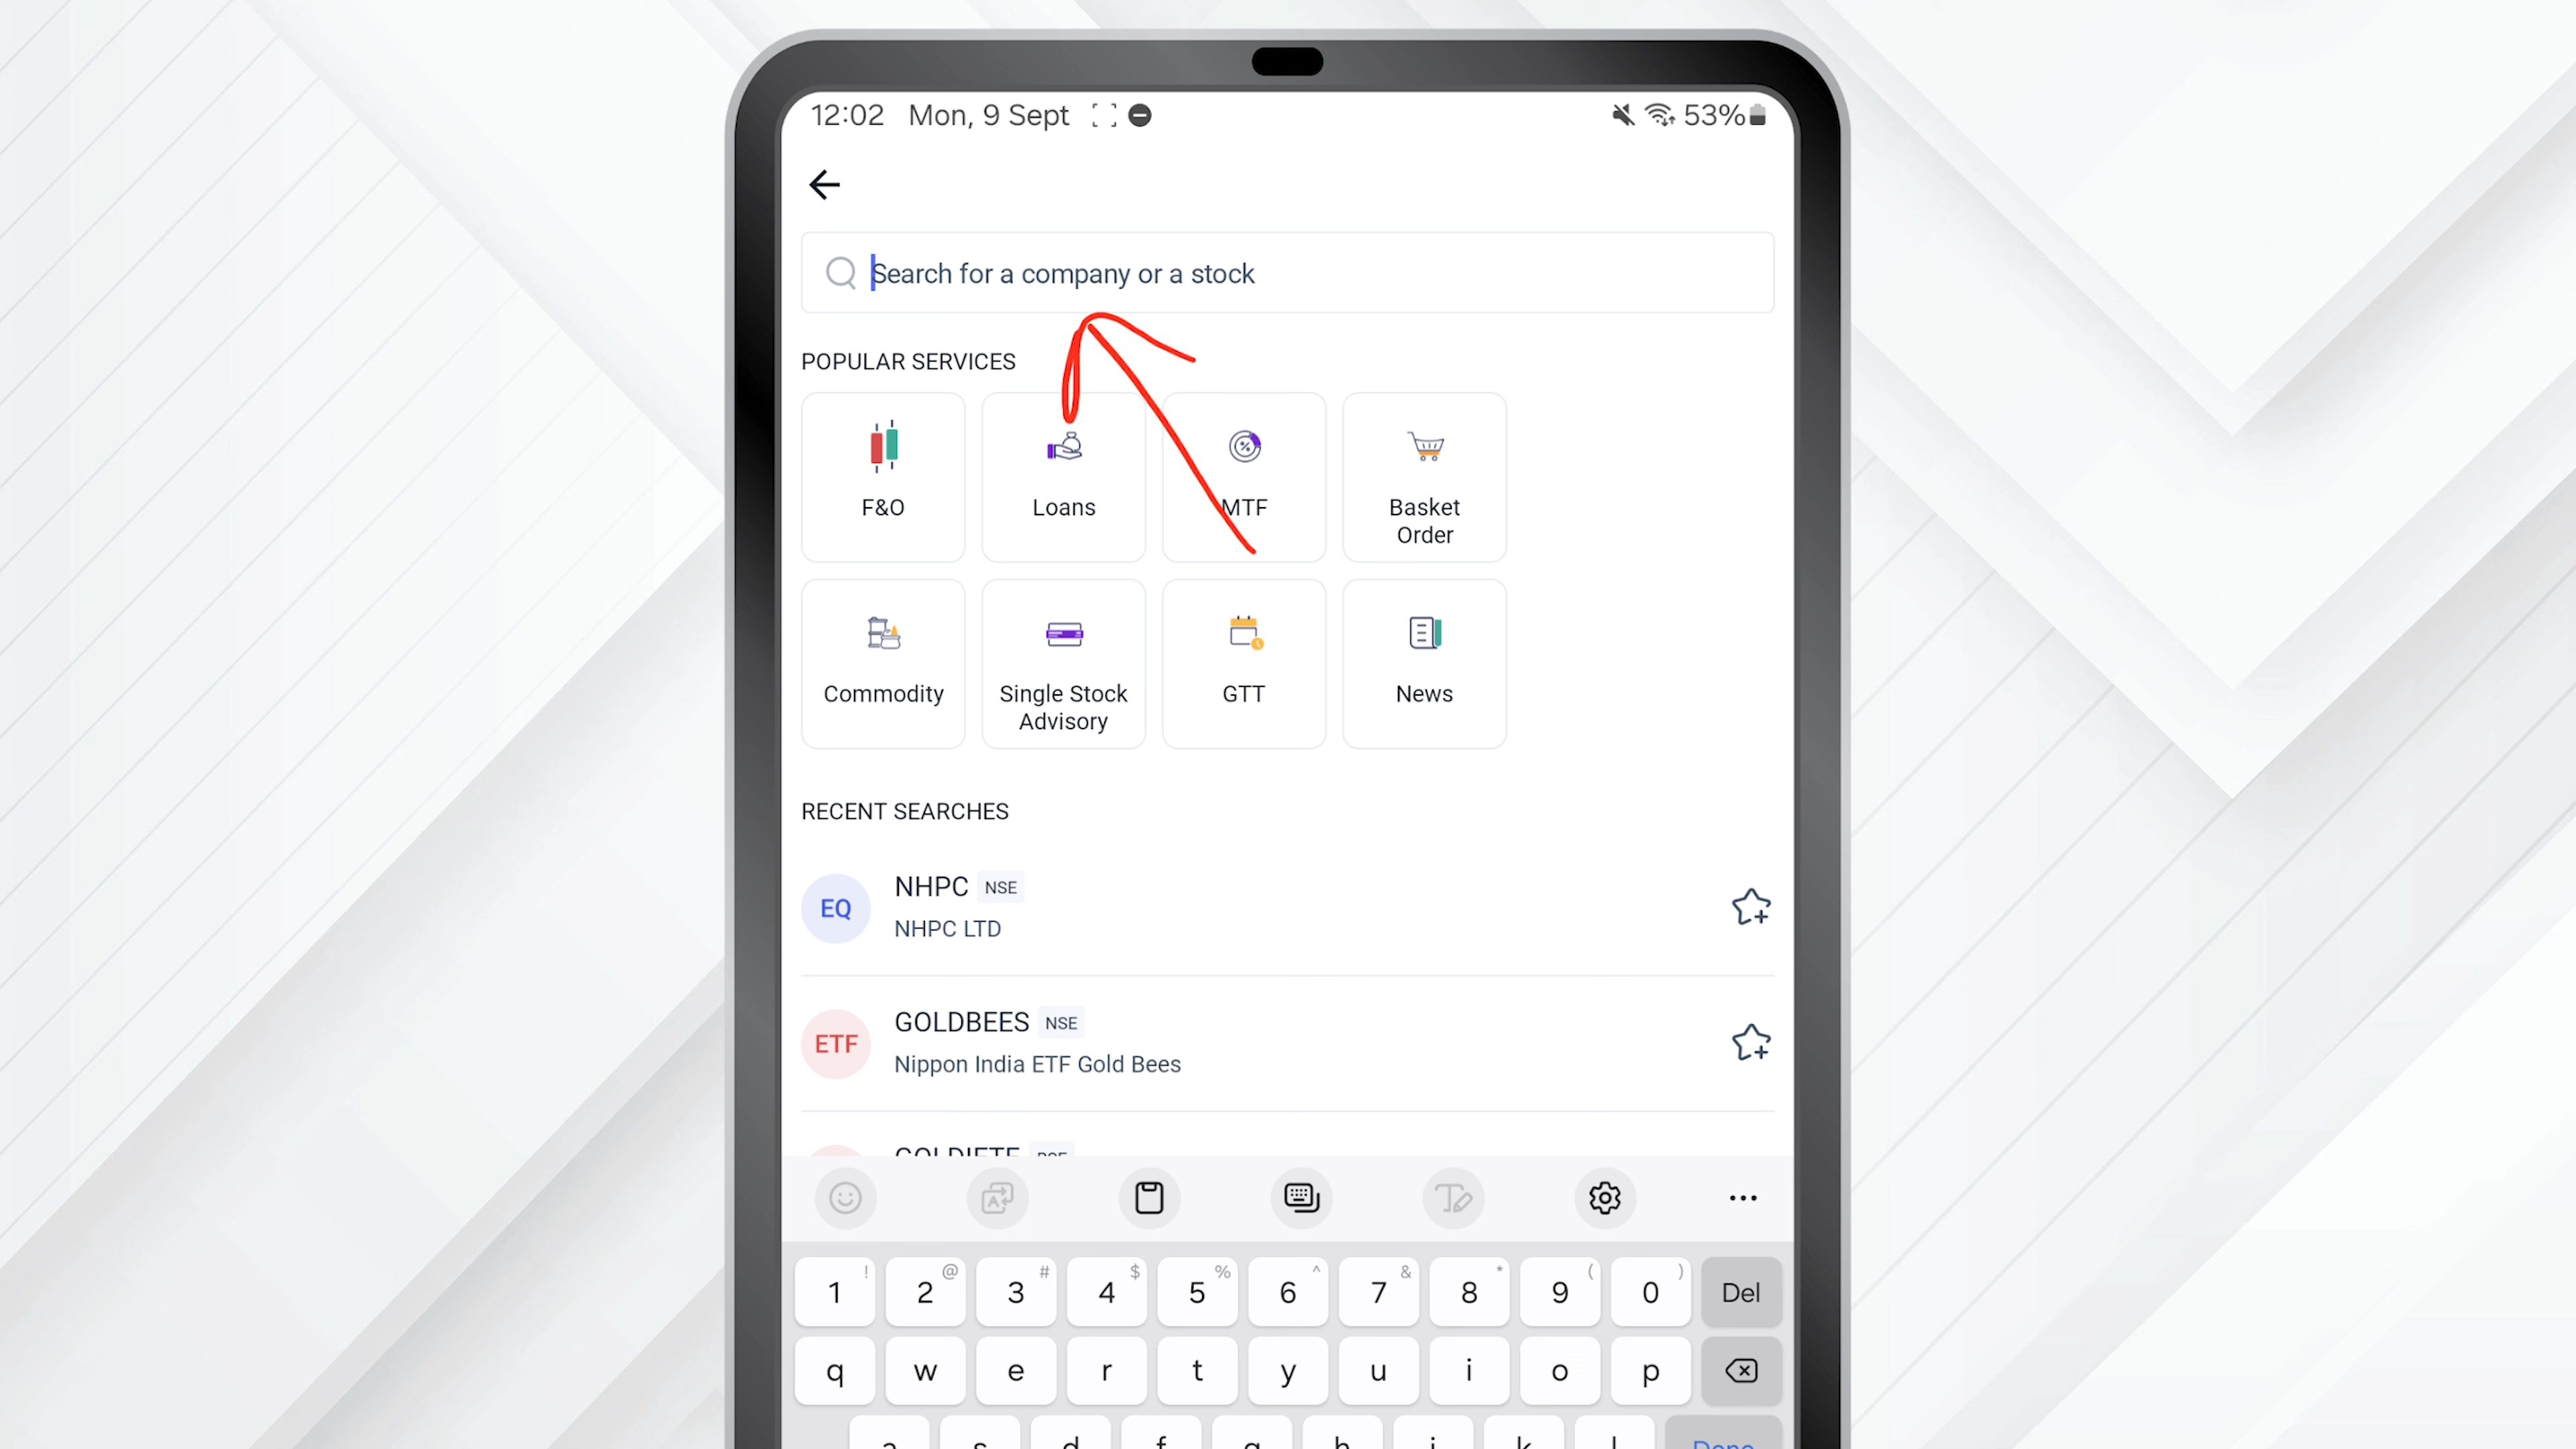 12:02 Mon, 9 Sept 53%
Search for a company or a stock
POPULAR SERVICES
F&O Loans MTF Basket
Order
Commodity Single Stock GTT News
Advisory
RECENT SEARCHES
EQ NHPC NSE
NHPC LTD
ETF GOLDBEES NSE
Nippon India ETF Gold Bees
! @ # $ % ^ & * ( )
1 2 3 4 5 6 7 8 9 0 Del
q w e r t y u i o p